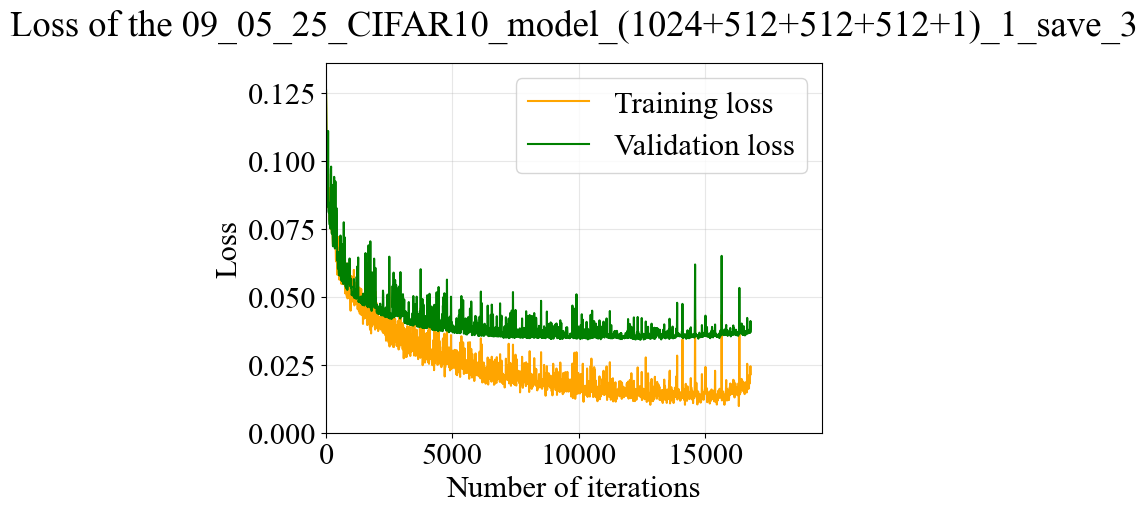 Loss of the 09_05_25_CIFAR10_model_(1024+512+512+512+1)_1_save_3
0.125
0.100
0.075
0.050
0.025
0.000
Loss
Training loss
Validation loss
0 5000 10000 15000
Number of iterations